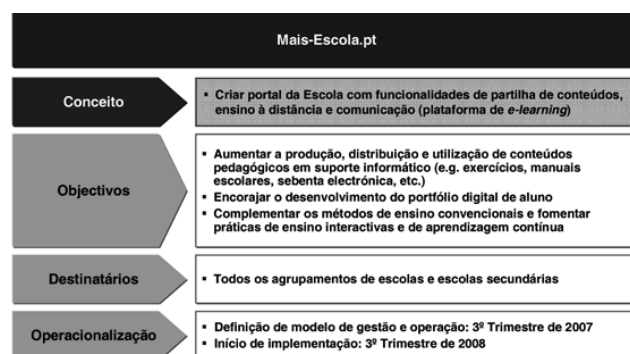 Mais-Escola.pt
Conceito
▪ Criar portal da Escola com funcionalidades de partilha de conteúdos,
ensino à distância e comunicação (plataforma de e-learning)
Objectivos
▪ Aumentar a produção, distribuição e utilização de conteúdos
pedagógicos em suporte informático (e.g. exercícios, manuais
escolares, sebenta electrónica, etc.)
▪ Encorajar o desenvolvimento do portfólio digital de aluno
▪ Complementar os métodos de ensino convencionais e fomentar
práticas de ensino interactivas e de aprendizagem contínua
Destinatários
▪ Todos os agrupamentos de escolas e escolas secundárias
Operacionalização
▪ Definição de modelo de gestão e operação: 3º Trimestre de 2007
▪ Início de implementação: 3º Trimestre de 2008